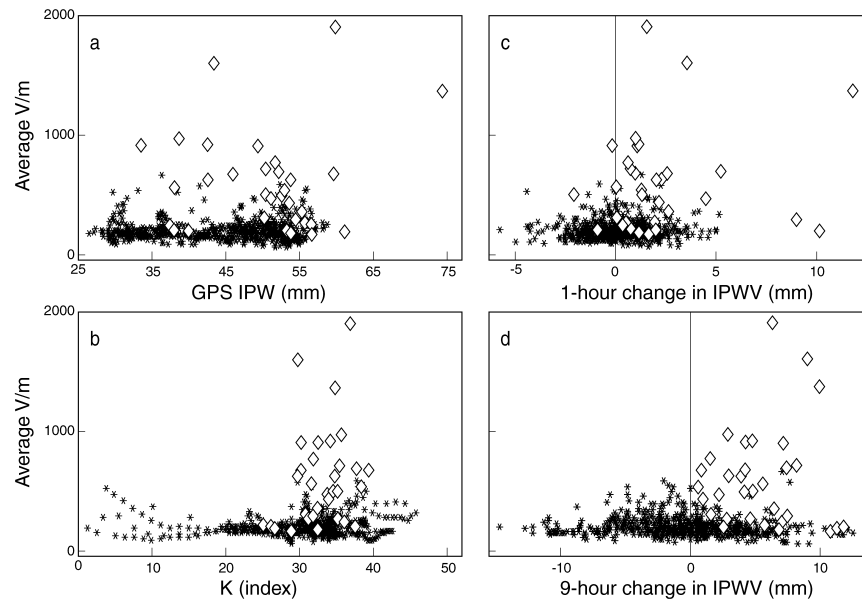 2000
a
1000
0
Average V/m
25
35
45
55
65
75
GPS IPW (mm)
c
-5
0
5
10
1-hour change in IPWV (mm)
2000
b
1000
0
Average V/m
0
10
20
30
40
50
K (index)
d
-10
0
10
9-hour change in IPWV (mm)